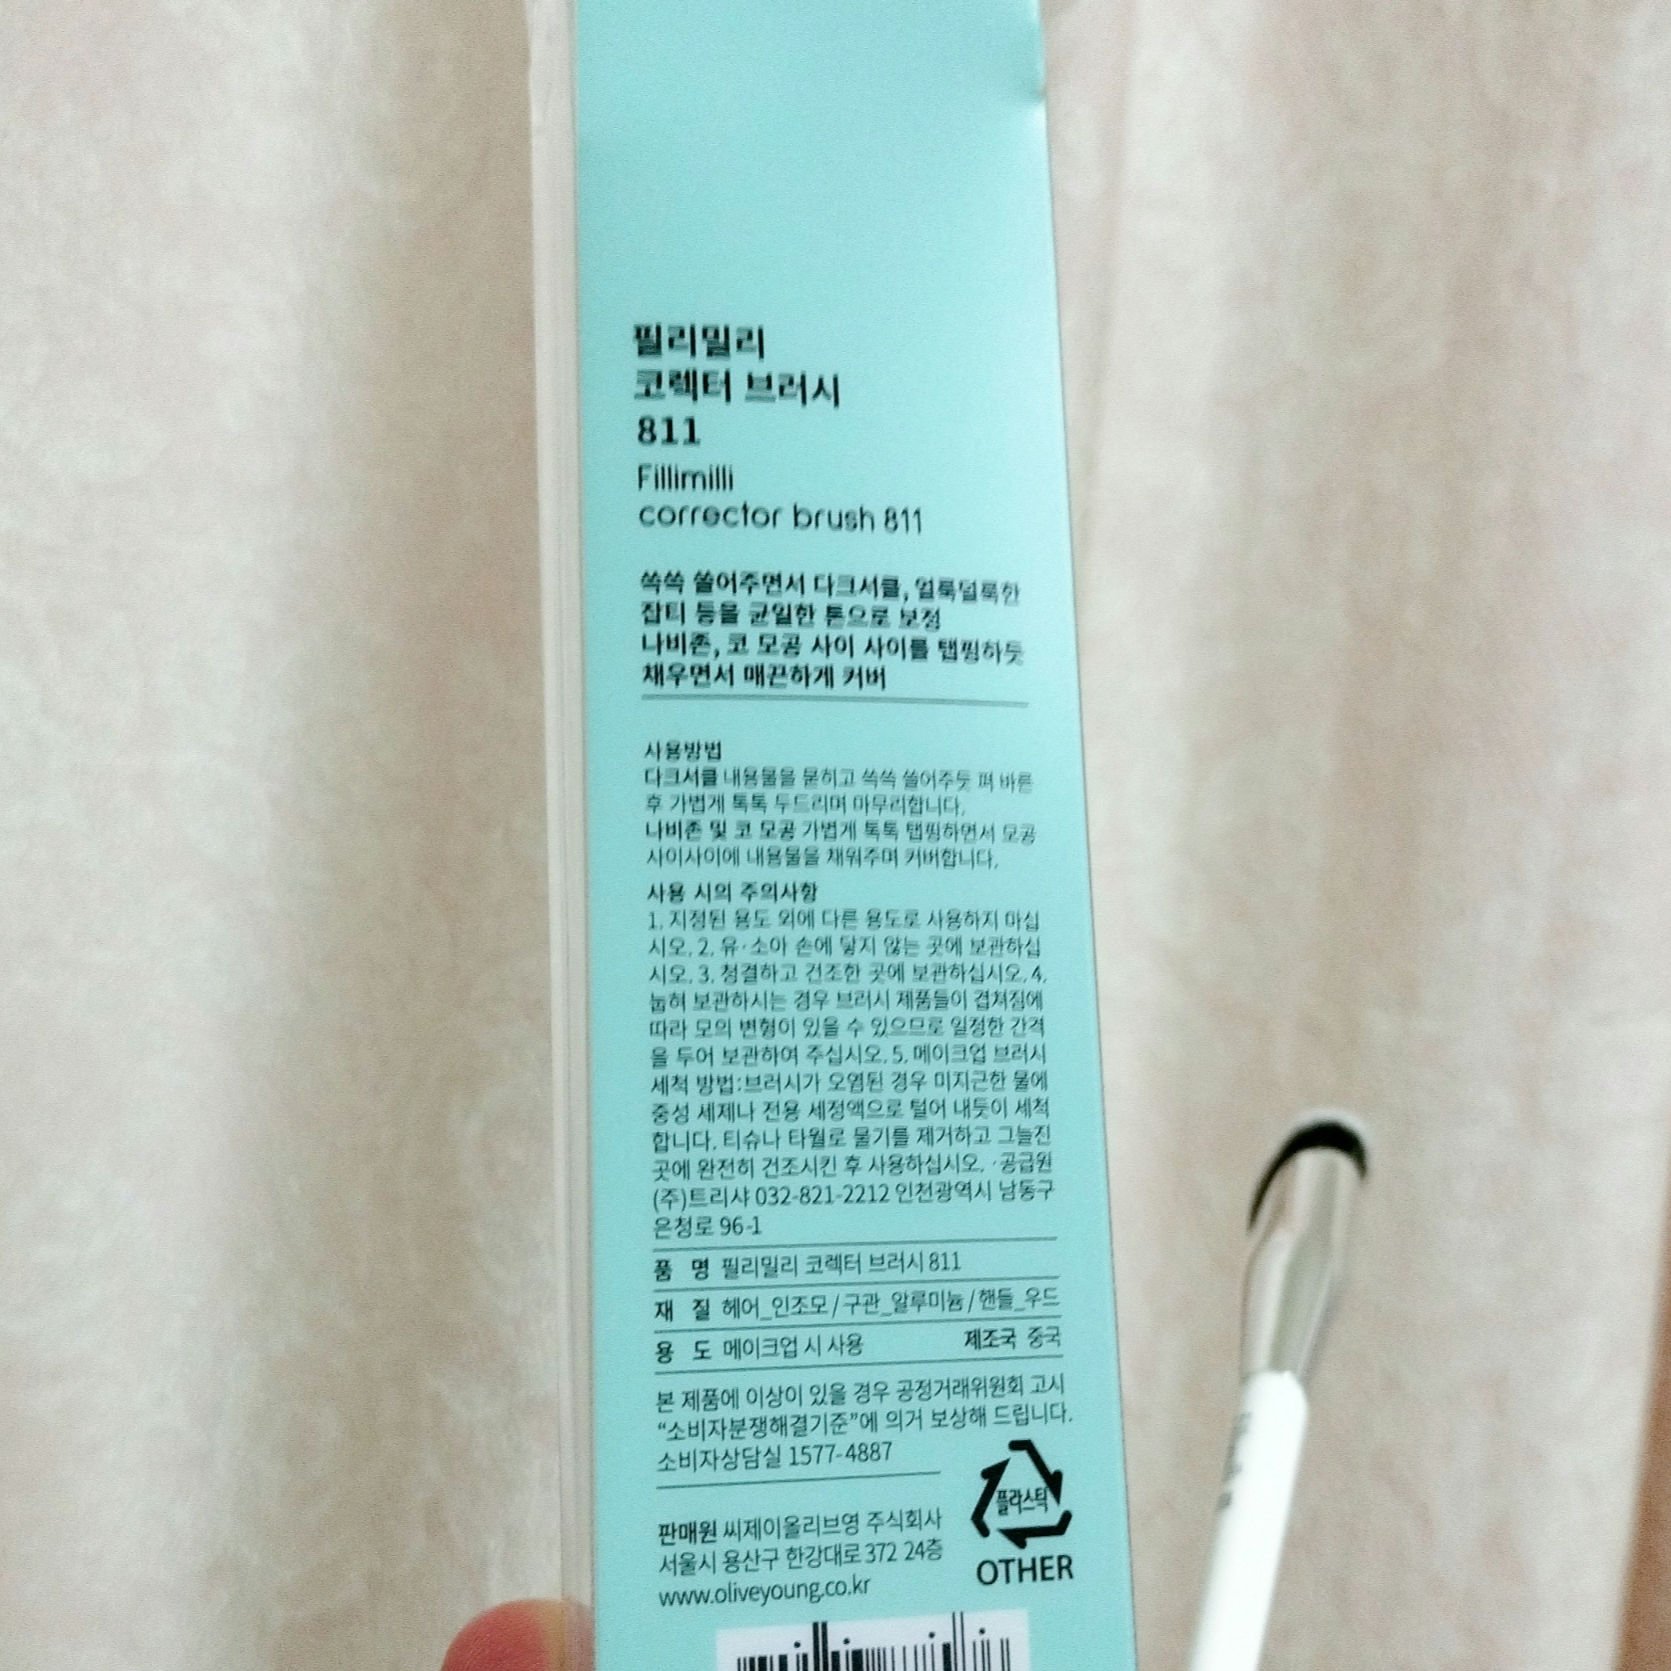 필리밀리
코렉터 브러시
811
Fillimilli
corrector brush 811
쓱쓱 쓸어주면서 다크서클, 얼룩덜룩한
잡티 등을 균일한 톤으로 보정
나비존, 코 모공 사이 사이를 탭핑하듯
채우면서 매끈하게 커버
사용방법
다크서클 내용물을 묻히고 쓱쓱 쓸어주듯 펴 바른
후 가볍게 톡톡 두드리며 마무리합니다.
나비존 및 코 모공 가볍게 톡톡 탭핑하면서 모공
사이사이에 내용물을 채워주며 커버합니다.
사용 시의 주의사항
1. 지정된 용도 외에 다른 용도로 사용하지 마십
시오. 2. 유·소아 손에 닿지 않는 곳에 보관하십
시오. 3. 청결하고 건조한 곳에 보관하십시오. 4.
눕혀 보관하시는 경우 브러시 제품들이 겹쳐짐에
따라 모의 변형이 있을 수 있으므로 일정한 간격
을 두어 보관하여 주십시오. 5. 메이크업 브러시
세척 방법:브러시가 오염된 경우 미지근한 물에
중성 세제나 전용 세정액으로 털어 내듯이 세척
합니다. 티슈나 타월로 물기를 제거하고 그늘진
곳에 완전히 건조시킨 후 사용하십시오. ·공급원
(주)트리샤 032-821-2212 인천광역시 남동구
은청로 96-1
품 명 필리밀리 코렉터 브러시 811
재 질 헤어_인조모 / 구관_알루미늄 / 핸들_우드
용 도 메이크업 시 사용 제조국 중국
본 제품에 이상이 있을 경우 공정거래위원회 고시
“소비자분쟁해결기준”에 의거 보상해 드립니다.
소비자상담실 1577-4887
플라스틱
OTHER
판매원 씨제이올리브영 주식회사
서울시 용산구 한강대로 372 24층
www.oliveyoung.co.kr